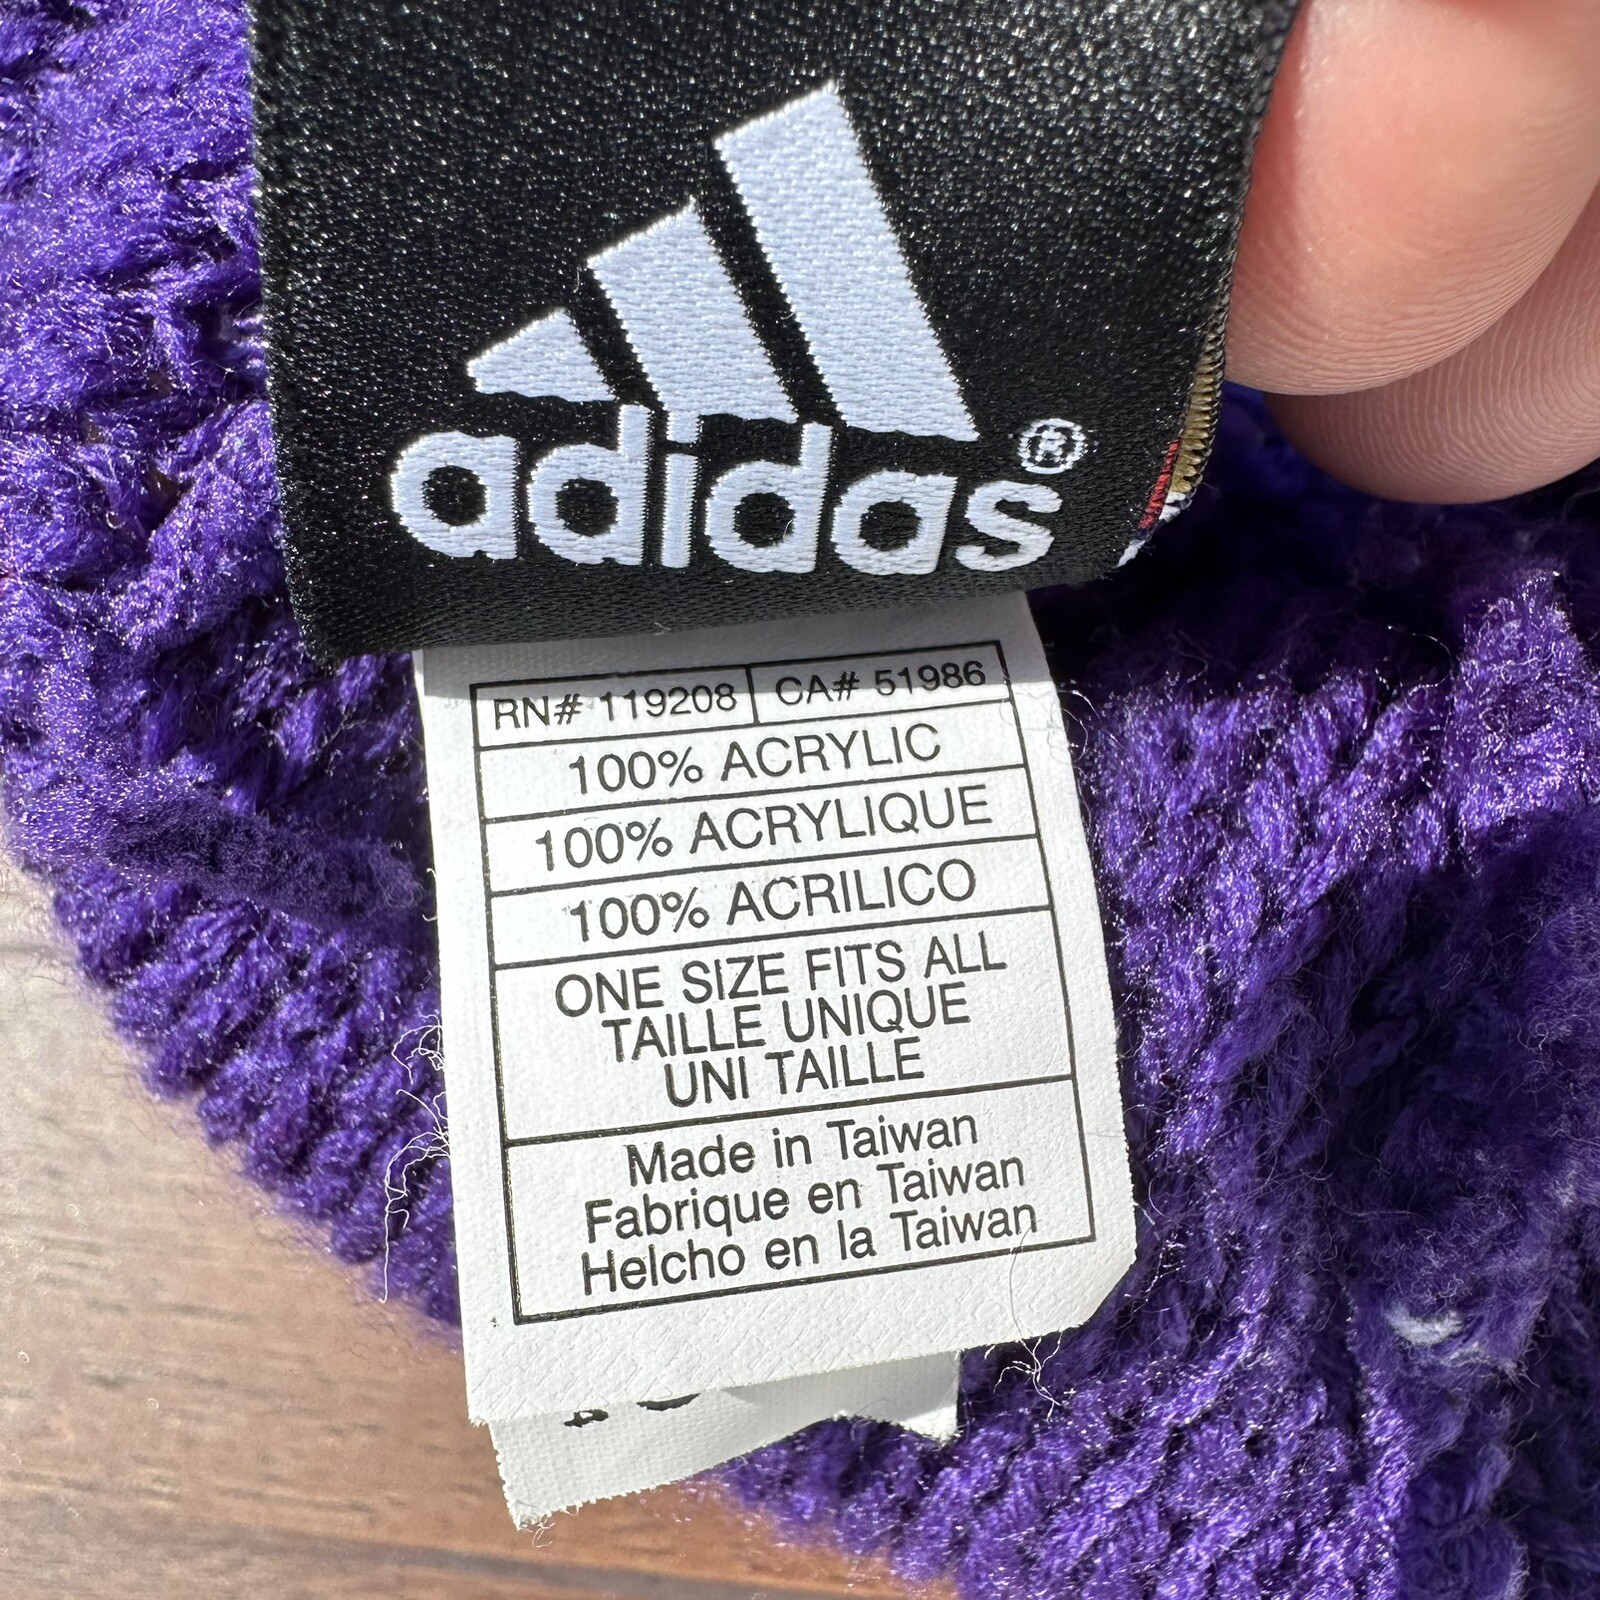 adidas®
RN# 119208 CA# 51986
100% ACRYLIC
100% ACRYLIQUE
100% ACRILICO
ONE SIZE FITS ALL
TAILLE UNIQUE
UNI TAILLE
Made in Taiwan
Fabrique en Taiwan
Helcho en la Taiwan